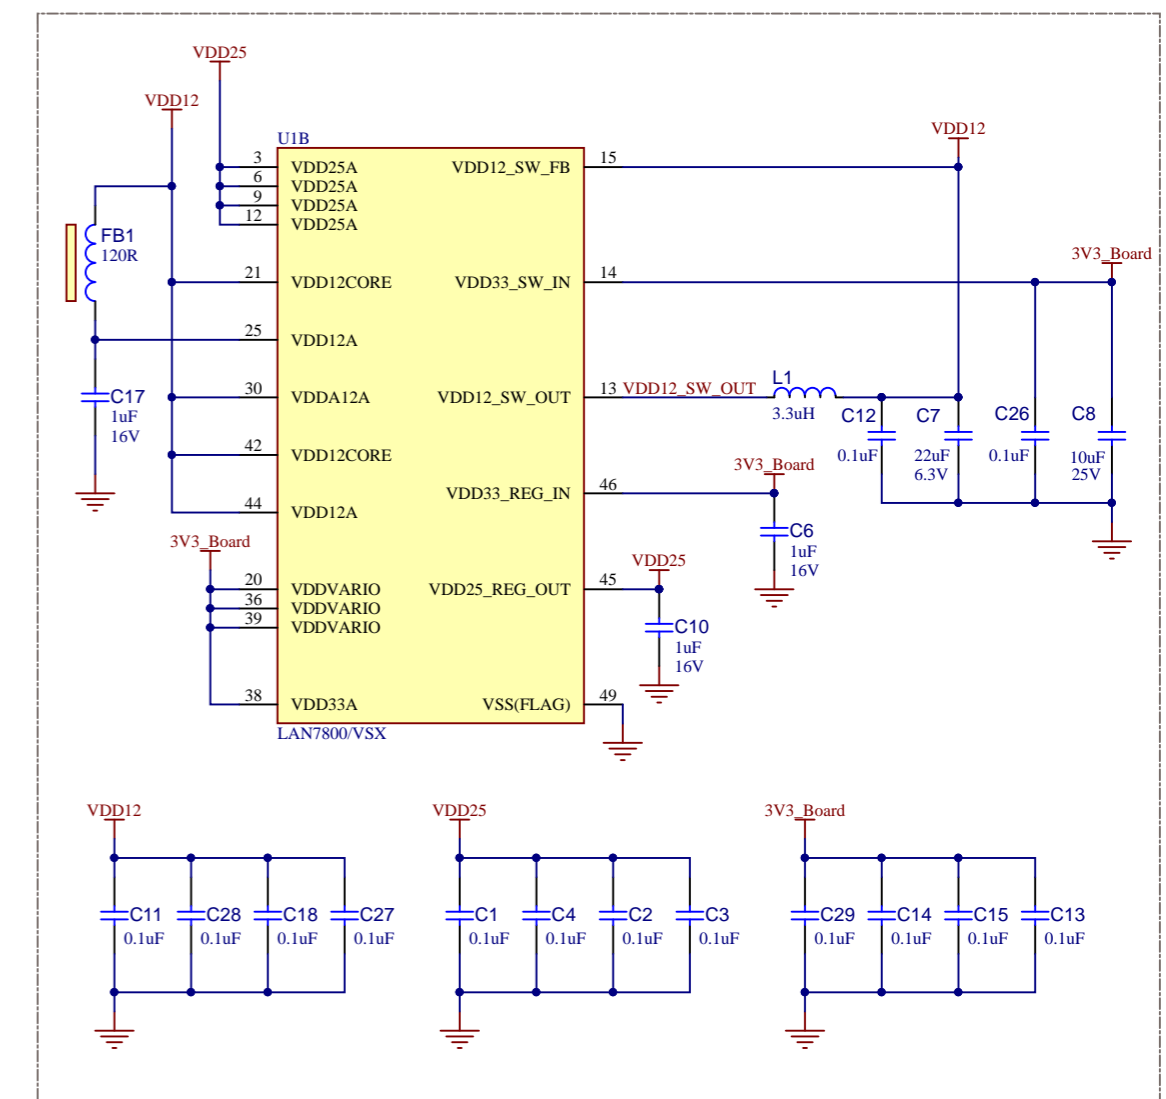 VDD25
VDD12
VDD12
U1B
3 VDD25A VDD12_SW_FB 15
6 VDD25A
9 VDD25A
12 VDD25A
FB1
120R
3V3_Board
21 VDD12CORE VDD33_SW_IN 14
25 VDD12A
C17
1uF
16V
30 VDDA12A VDD12_SW_OUT 13 VDD12_SW_OUT
L1
3.3uH
C12
0.1uF
C7
22uF
6.3V
C26
0.1uF
C8
10uF
25V
42 VDD12CORE
3V3_Board
VDD33_REG_IN 46
C6
1uF
16V
44 VDD12A
3V3_Board
VDD25
20 VDDVARIO VDD25_REG_OUT 45
36 VDDVARIO
39 VDDVARIO
C10
1uF
16V
38 VDD33A VSS(FLAG) 49
LAN7800/VSX
VDD12 VDD25 3V3_Board
C11 C28 C18 C27 C1 C4 C2 C3 C29 C14 C15 C13
0.1uF 0.1uF 0.1uF 0.1uF 0.1uF 0.1uF 0.1uF 0.1uF 0.1uF 0.1uF 0.1uF 0.1uF